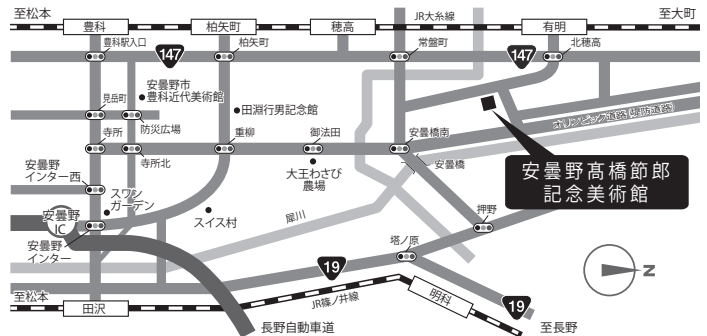 至松本
豊科
柏矢町
穂高
JR大糸線
有明
至大町
豊科駅入口
147
柏矢町
常盤町
147
北穂高
安曇野市
豊科近代美術館
見岳町
田淵行男記念館
防災広場
オリンピック道路(県道道路)
寺所
重柳
御法田
安曇橋南
寺所北
安曇橋
安曇野
インター西
大王わさび
農場
安曇野髙橋節郎
記念美術館
スワン
ガーデン
安曇野
IC
スイス村
犀川
押野
安曇野
インター
塔ノ原
19
N
至松本
田沢
JR篠ノ井線
明科
19
長野自動車道
至長野